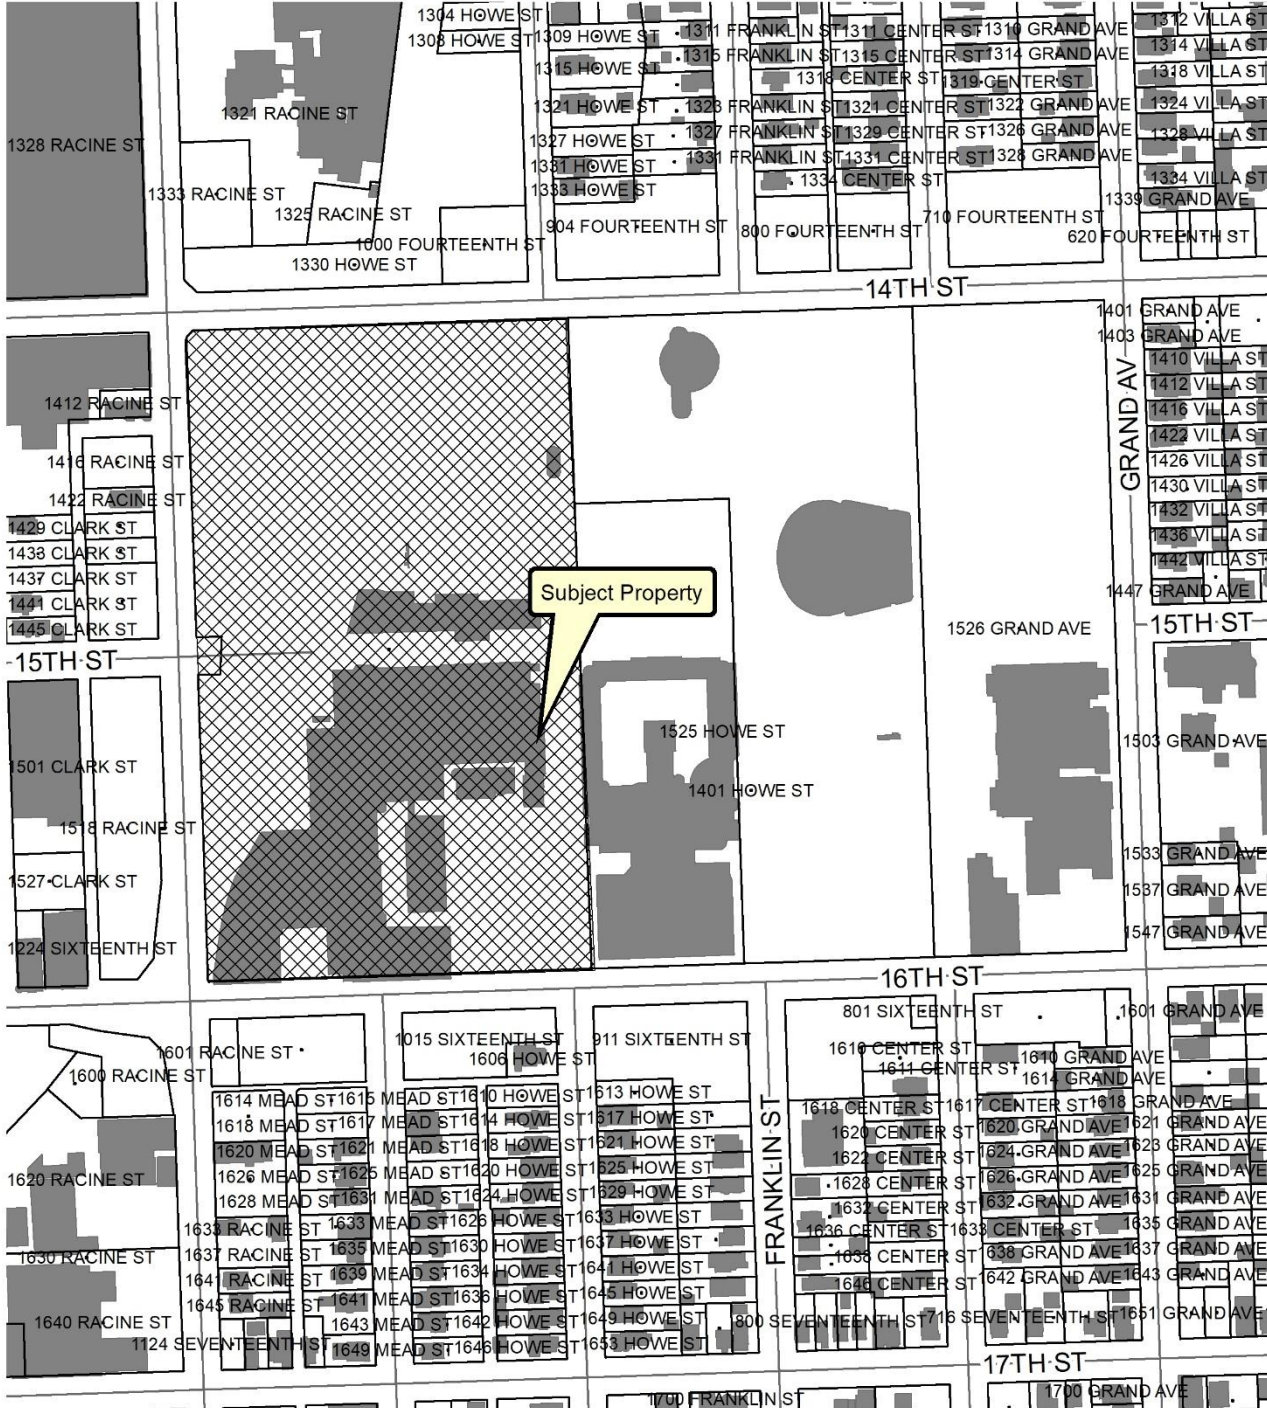 1304 HOWE ST
1308 HOWE ST
1309 HOWE ST
1311 FRANKLIN ST
1311 CENTER ST
1310 GRAND AVE
1312 VILLA ST
1315 HOWE ST
1315 FRANKLIN ST
1315 CENTER ST
1314 GRAND AVE
1314 VILLA ST
1318 CENTER ST
1319 CENTER ST
1318 VILLA ST
1321 RACINE ST
1321 HOWE ST
1323 FRANKLIN ST
1321 CENTER ST
1322 GRAND AVE
1324 VILLA ST
1328 RACINE ST
1327 HOWE ST
1327 FRANKLIN ST
1329 CENTER ST
1326 GRAND AVE
1328 VILLA ST
1331 HOWE ST
1331 FRANKLIN ST
1331 CENTER ST
1328 GRAND AVE
1333 RACINE ST
1333 HOWE ST
1334 CENTER ST
1334 VILLA ST
1339 GRAND AVE
1325 RACINE ST
1000 FOURTEENTH ST
904 FOURTEENTH ST
800 FOURTEENTH ST
710 FOURTEENTH ST
620 FOURTEENTH ST
1330 HOWE ST
14TH ST
1401 GRAND AVE
1403 GRAND AVE
GRAND AV
1410 VILLA ST
1412 VILLA ST
1412 RACINE ST
1416 VILLA ST
1422 VILLA ST
1416 RACINE ST
1426 VILLA ST
1430 VILLA ST
1422 RACINE ST
1432 VILLA ST
1429 CLARK ST
1436 VILLA ST
1433 CLARK ST
1442 VILLA ST
1437 CLARK ST
1447 GRAND AVE
1441 CLARK ST
1445 CLARK ST
Subject Property
1526 GRAND AVE
15TH ST
15TH ST
1525 HOWE ST
1503 GRAND AVE
1501 CLARK ST
1401 HOWE ST
1518 RACINE ST
1533 GRAND AVE
1527 CLARK ST
1537 GRAND AVE
1547 GRAND AVE
1224 SIXTEENTH ST
16TH ST
801 SIXTEENTH ST
1601 GRAND AVE
1601 RACINE ST
1015 SIXTEENTH ST
911 SIXTEENTH ST
1606 HOWE ST
1610 CENTER ST
1611 CENTER ST
1610 GRAND AVE
1600 RACINE ST
1614 GRAND AVE
1614 MEAD ST
1615 MEAD ST
1610 HOWE ST
1613 HOWE ST
1618 CENTER ST
1617 CENTER ST
1618 GRAND AVE
1618 MEAD ST
1617 MEAD ST
1614 HOWE ST
1617 HOWE ST
FRANKLIN ST
1620 CENTER ST
1620 GRAND AVE
1621 GRAND AVE
1620 MEAD ST
1621 MEAD ST
1618 HOWE ST
1621 HOWE ST
1622 CENTER ST
1624 GRAND AVE
1623 GRAND AVE
1620 RACINE ST
1626 MEAD ST
1625 MEAD ST
1620 HOWE ST
1625 HOWE ST
1628 CENTER ST
1626 GRAND AVE
1625 GRAND AVE
1628 MEAD ST
1631 MEAD ST
1624 HOWE ST
1629 HOWE ST
1632 CENTER ST
1632 GRAND AVE
1631 GRAND AVE
1633 RACINE ST
1633 MEAD ST
1626 HOWE ST
1633 HOWE ST
1636 CENTER ST
1633 CENTER ST
1635 GRAND AVE
1630 RACINE ST
1637 RACINE ST
1635 MEAD ST
1630 HOWE ST
1637 HOWE ST
1638 CENTER ST
1638 GRAND AVE
1637 GRAND AVE
1641 RACINE ST
1639 MEAD ST
1634 HOWE ST
1641 HOWE ST
1646 CENTER ST
1642 GRAND AVE
1643 GRAND AVE
1645 RACINE ST
1641 MEAD ST
1636 HOWE ST
1645 HOWE ST
1640 RACINE ST
1643 MEAD ST
1642 HOWE ST
1649 HOWE ST
800 SEVENTEENTH ST
716 SEVENTEENTH ST
1651 GRAND AVE
1124 SEVENTEENTH ST
1649 MEAD ST
1646 HOWE ST
1653 HOWE ST
17TH ST
1700 FRANKLIN ST
1700 GRAND AVE